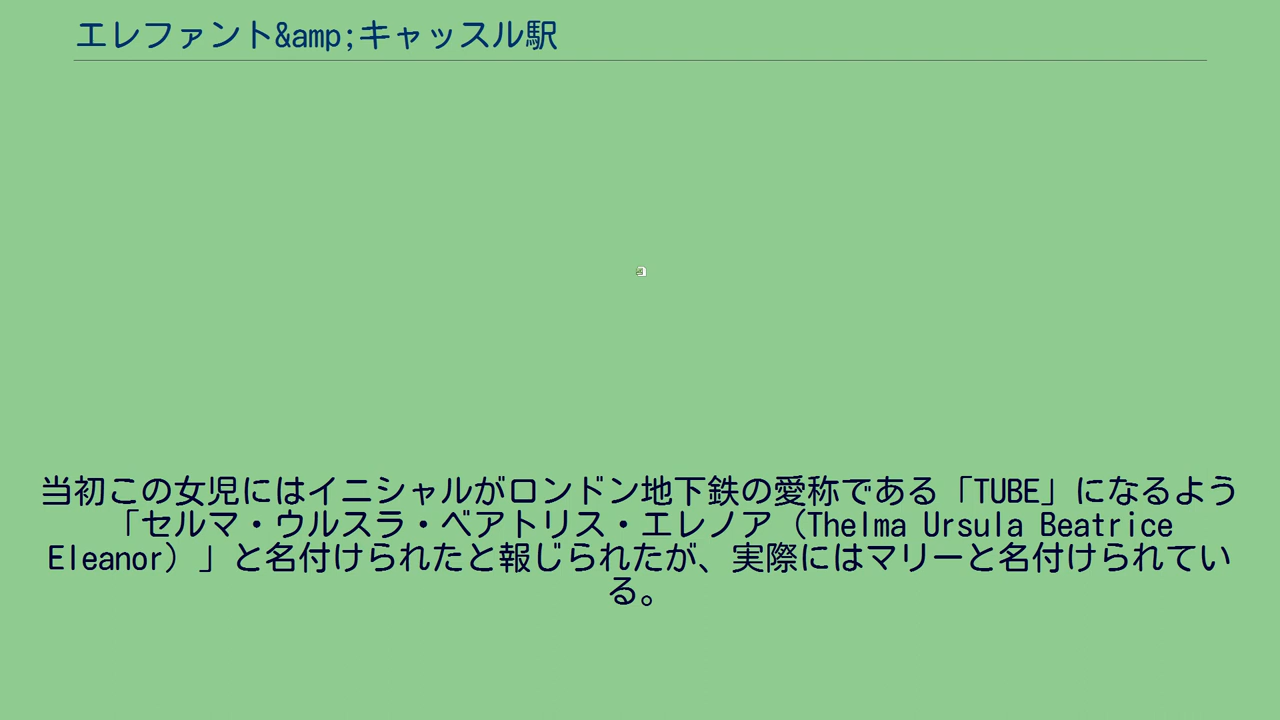 エレファント&amp;キャッスル駅
当初この女児にはイニシャルがロンドン地下鉄の愛称である「TUBE」になるよう
「セルマ・ウルスラ・ベアトリス・エレノア（Thelma Ursula Beatrice
Eleanor）」と名付けられたと報じられたが、実際にはマリーと名付けられてい
る。